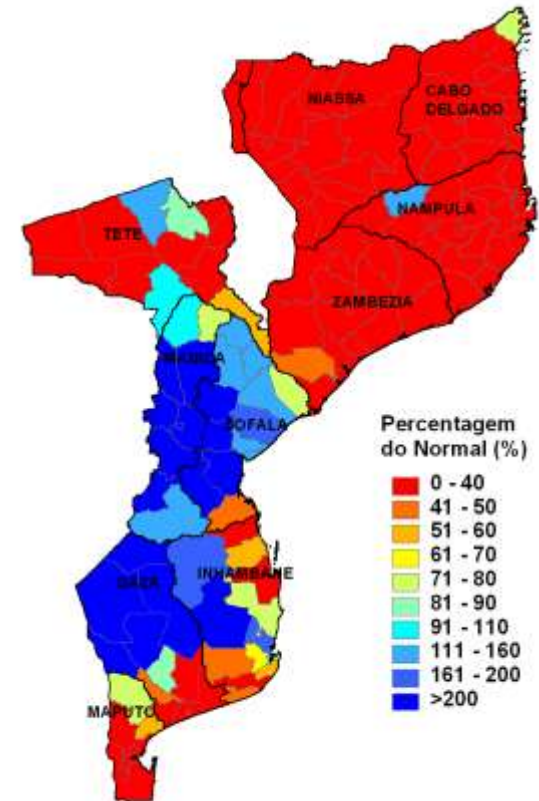 NIASSA
CABO
DELGADO
NAMPULA
TETE
ZAMBEZIA
MANICA
SOFALA
INHAMBANE
GAZA
MAPUTO
Percentagem
do Normal (%)
0 - 40
41 - 50
51 - 60
61 - 70
71 - 80
81 - 90
91 - 110
111 - 160
161 - 200
>200